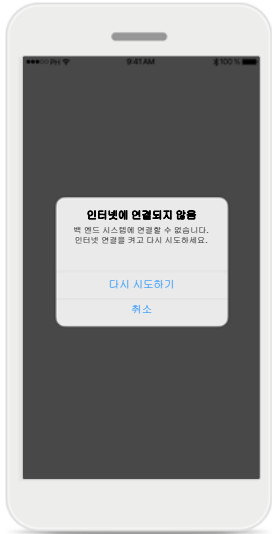 PH 9:41 AM 100 %
인터넷에 연결되지 않음
백 엔드 시스템에 연결할 수 없습니다.
인터넷 연결을 켜고 다시 시도하세요.
다시 시도하기
취소